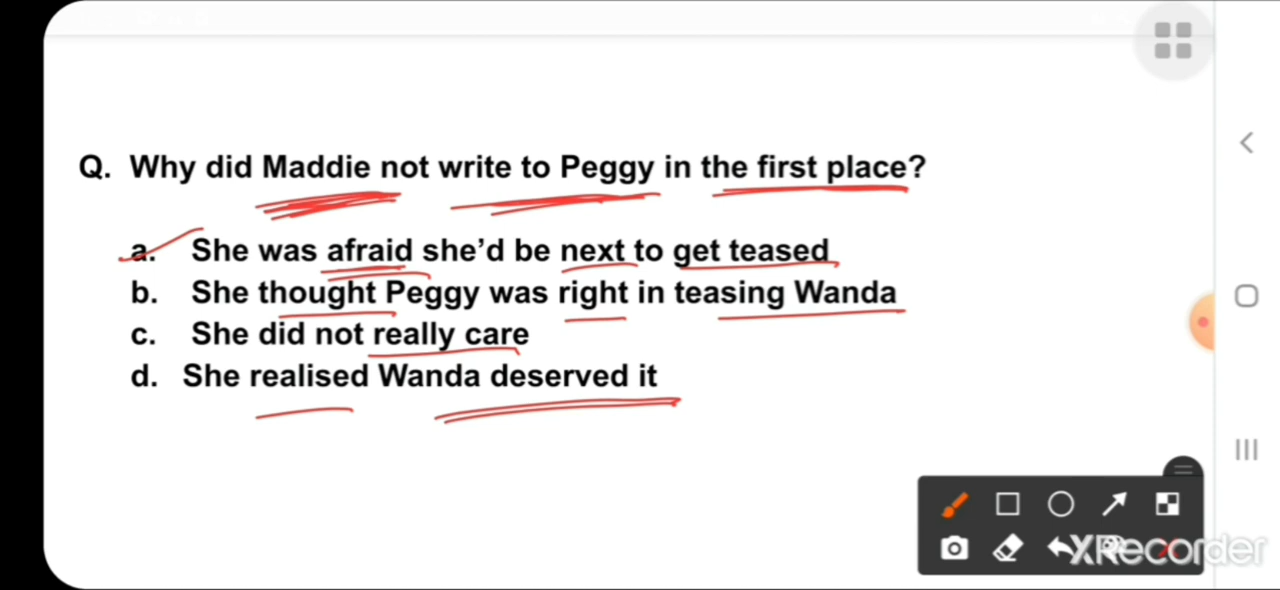 Q. Why did Maddie not write to Peggy in the first place?
a. She was afraid she'd be next to get teased
b. She thought Peggy was right in teasing Wanda
c. She did not really care
d. She realised Wanda deserved it
XRecorder